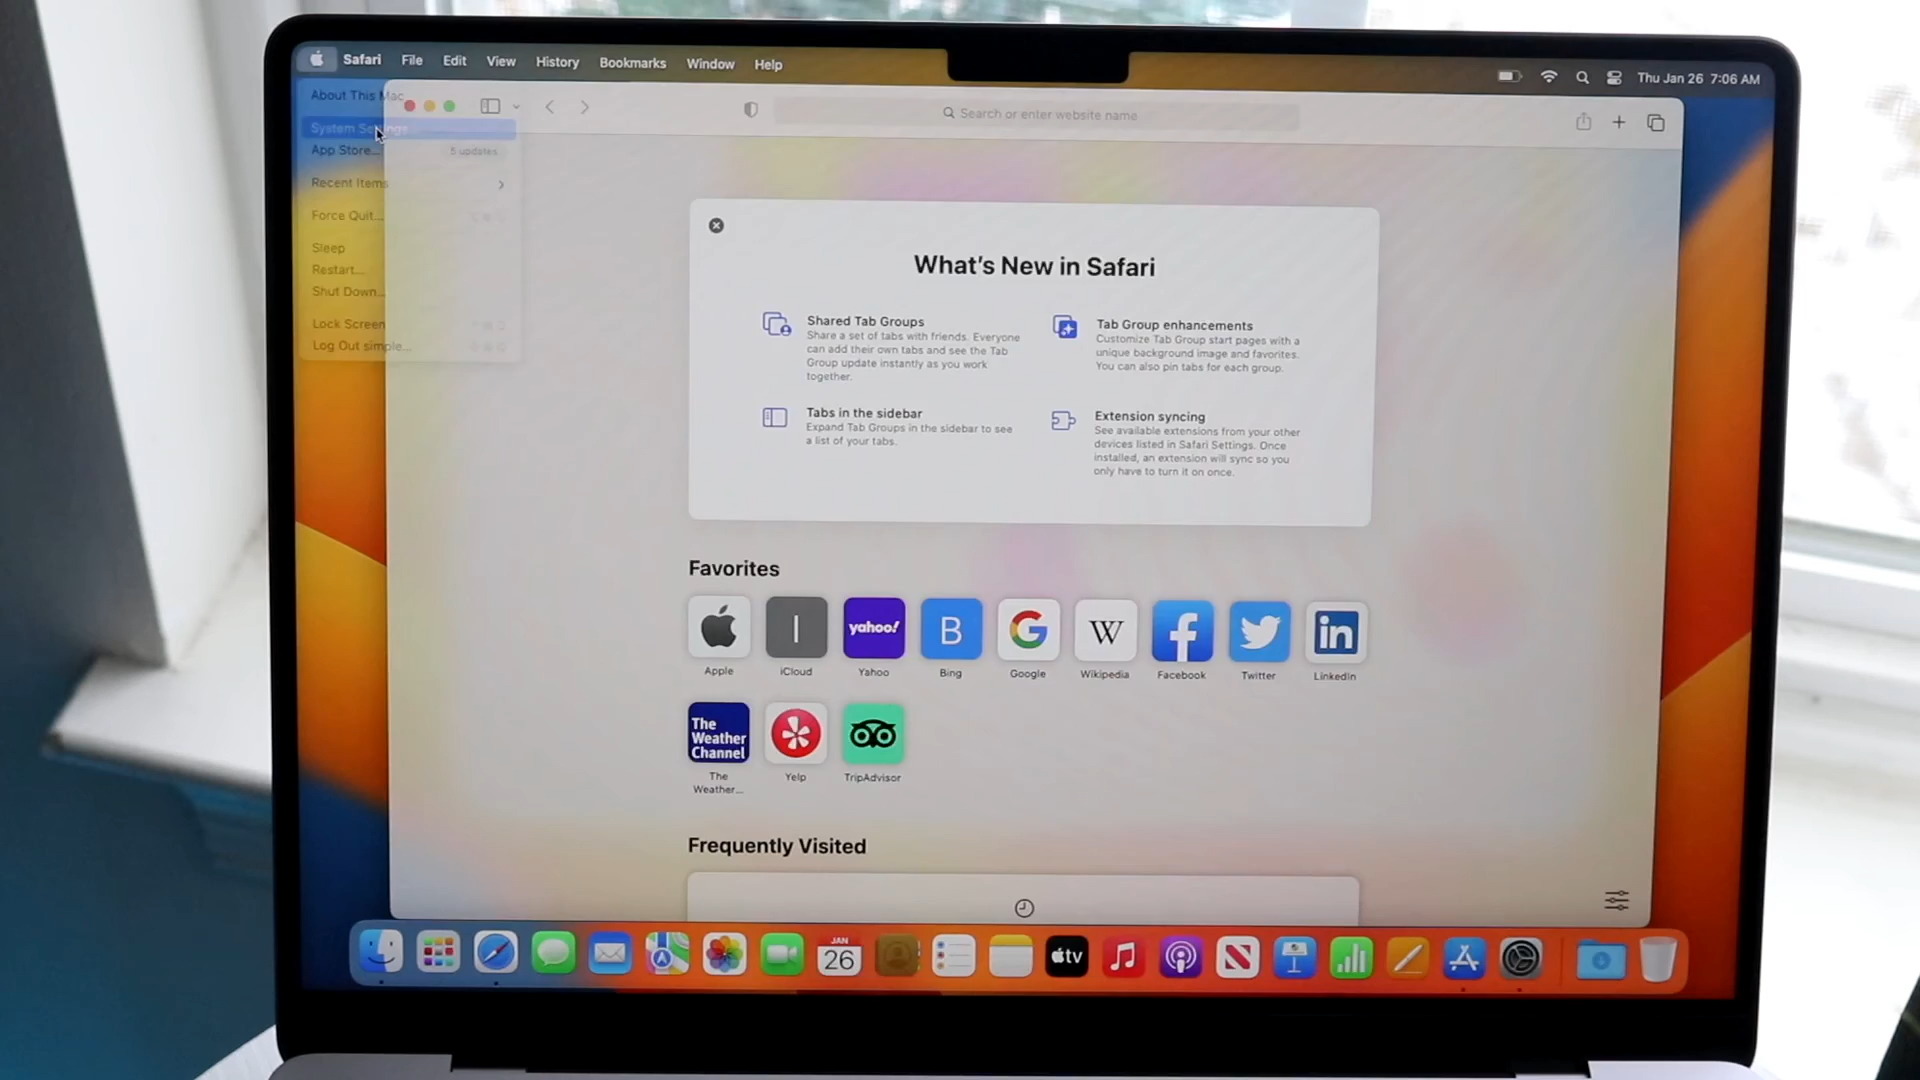 Safari File Edit View History Bookmarks Window Help
Thu Jan 26 7:06 AM
About This Mac
System Settings
App Store... 5 updates
Recent Items
Force Quit...
Sleep
Restart...
Shut Down...
Lock Screen
Log Out simple...
Search or enter website name
What's New in Safari
Shared Tab Groups
Share a set of tabs with friends. Everyone
can add their own tabs and see the Tab
Group update instantly as you work
together.
Tab Group enhancements
Customize Tab Group start pages with a
unique background image and favorites.
You can also pin tabs for each group.
Tabs in the sidebar
Expand Tab Groups in the sidebar to see
a list of your tabs.
Extension syncing
See available extensions from your other
devices listed in Safari Settings. Once
installed, an extension will sync so you
only have to turn it on once.
Favorites
I
yahoo!
B
G
W
f
in
Apple
iCloud
Yahoo
Bing
Google
Wikipedia
Facebook
Twitter
LinkedIn
The
Weather
Channel
The
Weather...
Yelp
TripAdvisor
Frequently Visited
JAN
26
tv